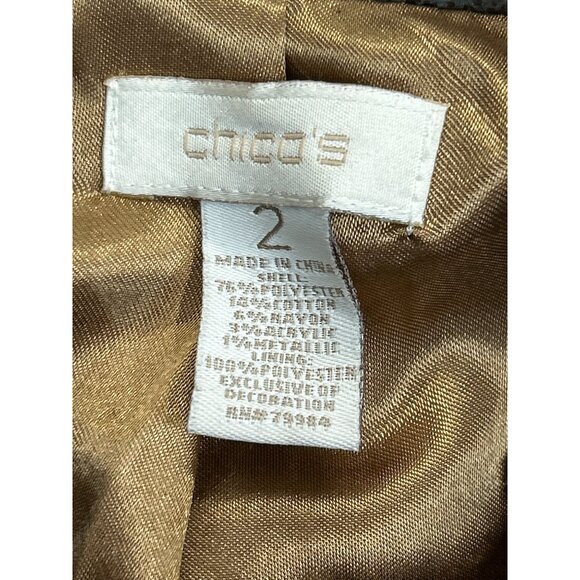 chico's
2
MADE IN CHINA
SHELL:
76%POLYESTER
14%COTTON
6%RAYON
3%ACRYLIC
1%METALLIC
LINING:
100%POLYESTER
EXCLUSIVE OF
DECORATION
RN#79984